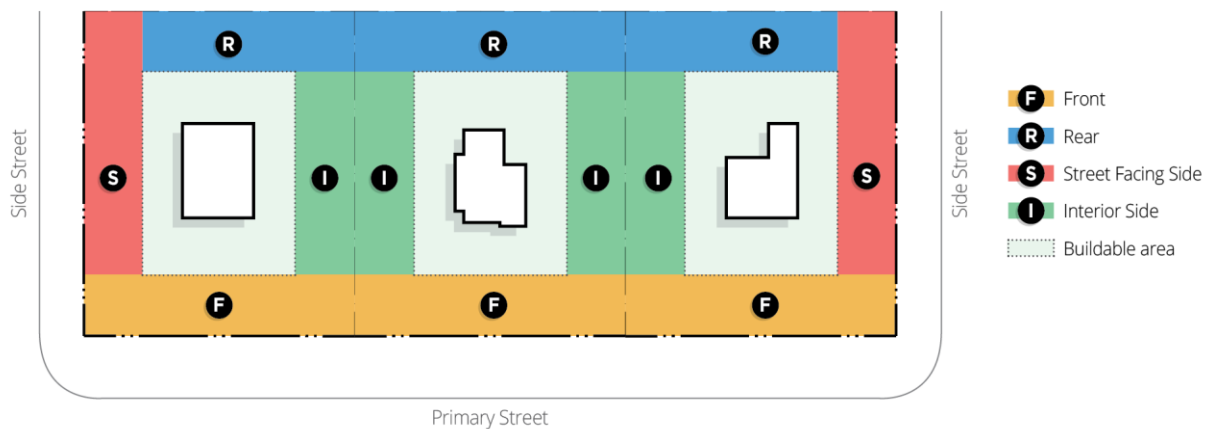 R
R
R
Side Street
S
I
I
I
I
S
Side Street
F
F
F
Primary Street
F Front
R Rear
S Street Facing Side
I Interior Side
Buildable area